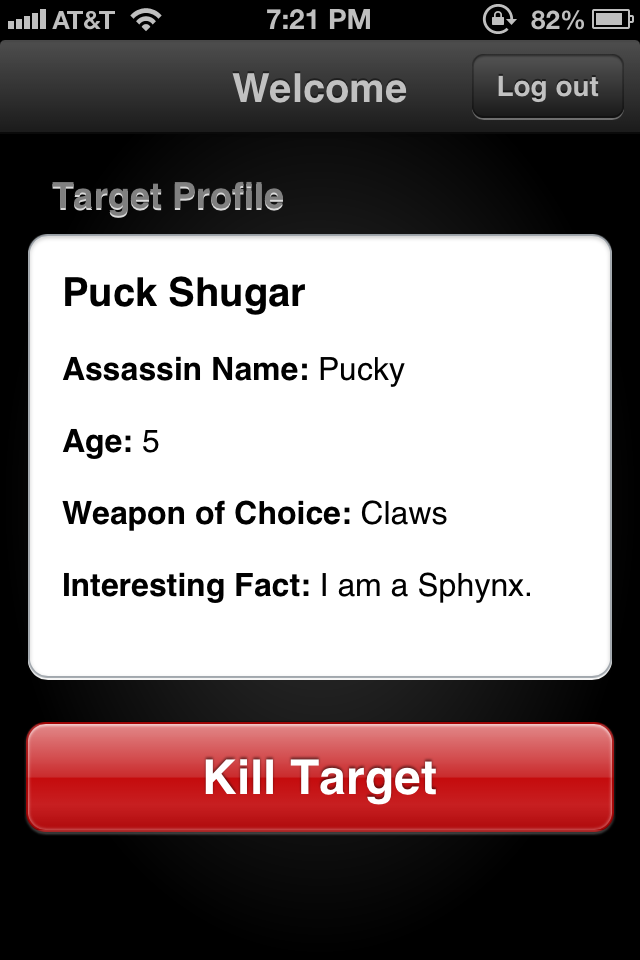 AT&T 7:21 PM 82%
Welcome Log out
Target Profile
Puck Shugar
Assassin Name: Pucky
Age: 5
Weapon of Choice: Claws
Interesting Fact: I am a Sphynx.
Kill Target